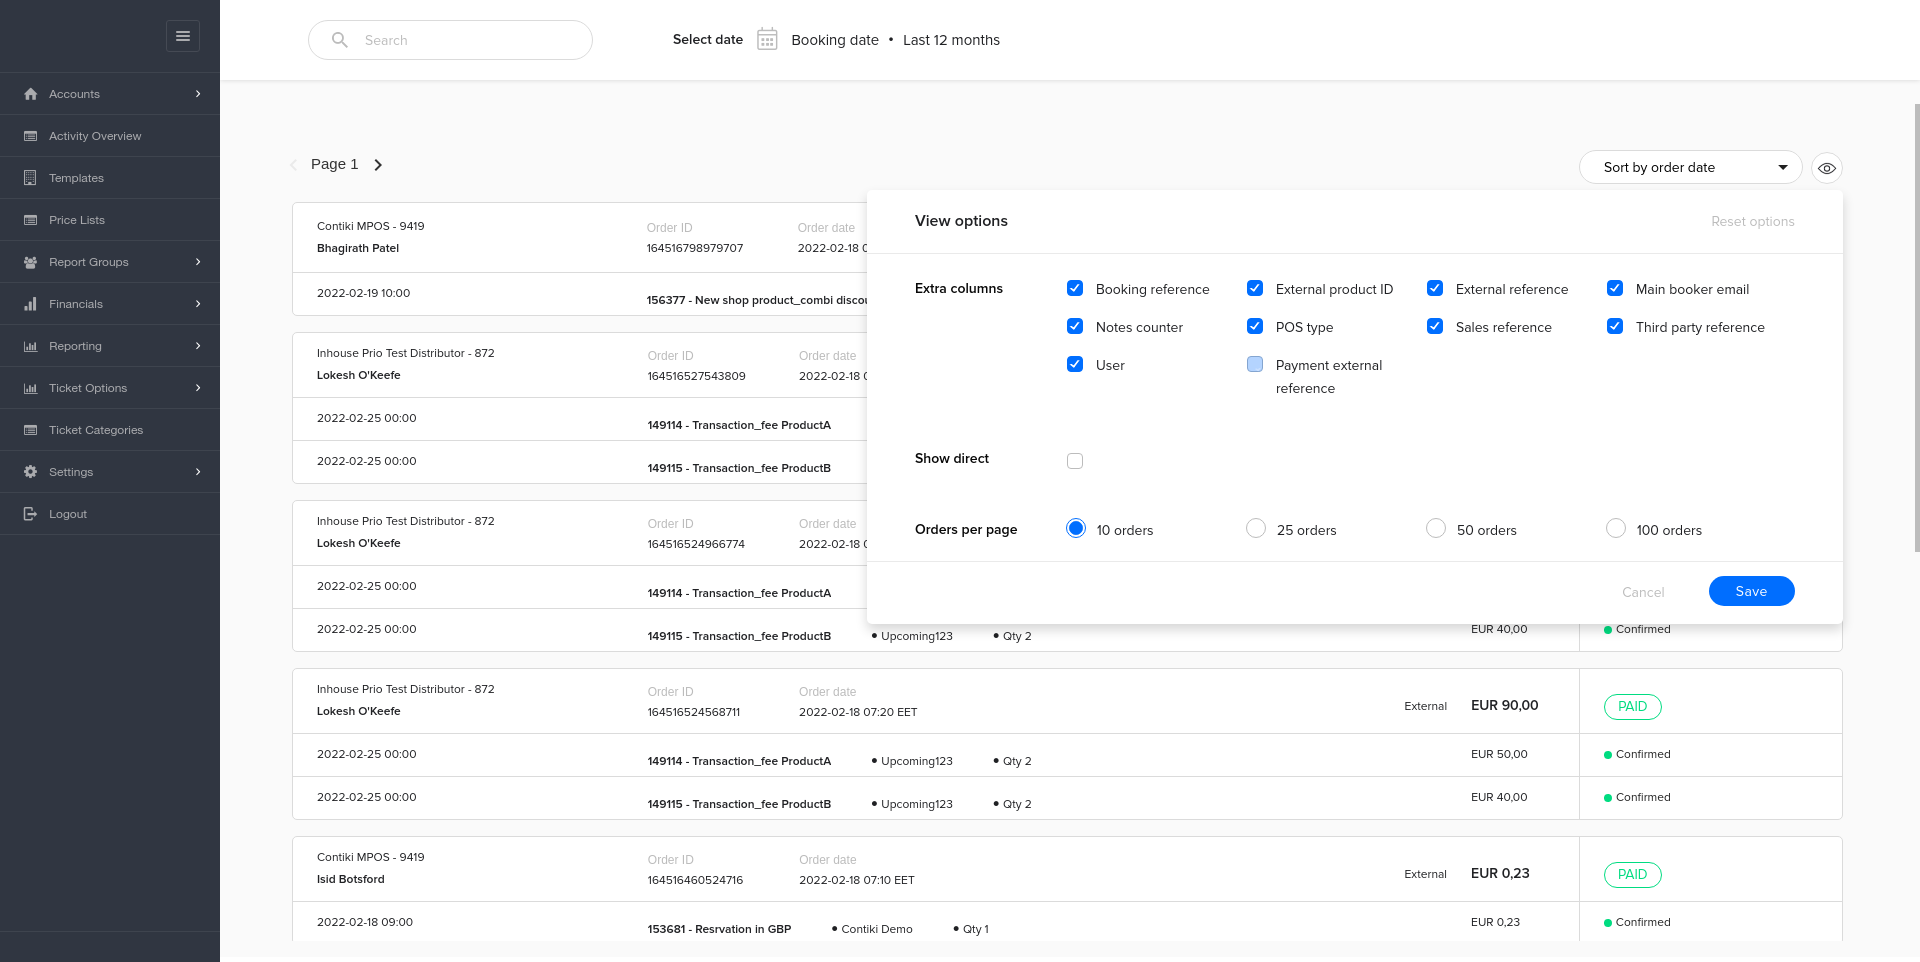 Search
Select date
Booking date • Last 12 months
Accounts
Activity Overview
Templates
Price Lists
Report Groups
Financials
Reporting
Ticket Options
Ticket Categories
Settings
Logout
Page 1
Sort by order date
View options
Reset options
Extra columns
Booking reference
External product ID
External reference
Main booker email
Notes counter
POS type
Sales reference
Third party reference
User
Payment external
reference
Show direct
Orders per page
10 orders
25 orders
50 orders
100 orders
Cancel
Save
Contiki MPOS - 9419
Bhagirath Patel
Order ID
164516798979707
Order date
2022-02-18
2022-02-19 10:00
156377 - New shop product_combi
Inhouse Prio Test Distributor - 872
Lokesh O'Keefe
Order ID
164516527543809
Order date
2022-02-18
2022-02-25 00:00
149114 - Transaction_fee ProductA
2022-02-25 00:00
149115 - Transaction_fee ProductB
Inhouse Prio Test Distributor - 872
Lokesh O'Keefe
Order ID
164516524966774
Order date
2022-02-18
2022-02-25 00:00
149114 - Transaction_fee ProductA
2022-02-25 00:00
149115 - Transaction_fee ProductB
• Upcoming123
• Qty 2
EUR 40,00
Confirmed
Inhouse Prio Test Distributor - 872
Lokesh O'Keefe
Order ID
164516524568711
Order date
2022-02-18 07:20 EET
External
EUR 90,00
PAID
2022-02-25 00:00
149114 - Transaction_fee ProductA
• Upcoming123
• Qty 2
EUR 50,00
Confirmed
2022-02-25 00:00
149115 - Transaction_fee ProductB
• Upcoming123
• Qty 2
EUR 40,00
Confirmed
Contiki MPOS - 9419
Isid Botsford
Order ID
164516460524716
Order date
2022-02-18 07:10 EET
External
EUR 0,23
PAID
2022-02-18 09:00
153681 - Resrvation in GBP
• Contiki Demo
• Qty 1
EUR 0,23
Confirmed